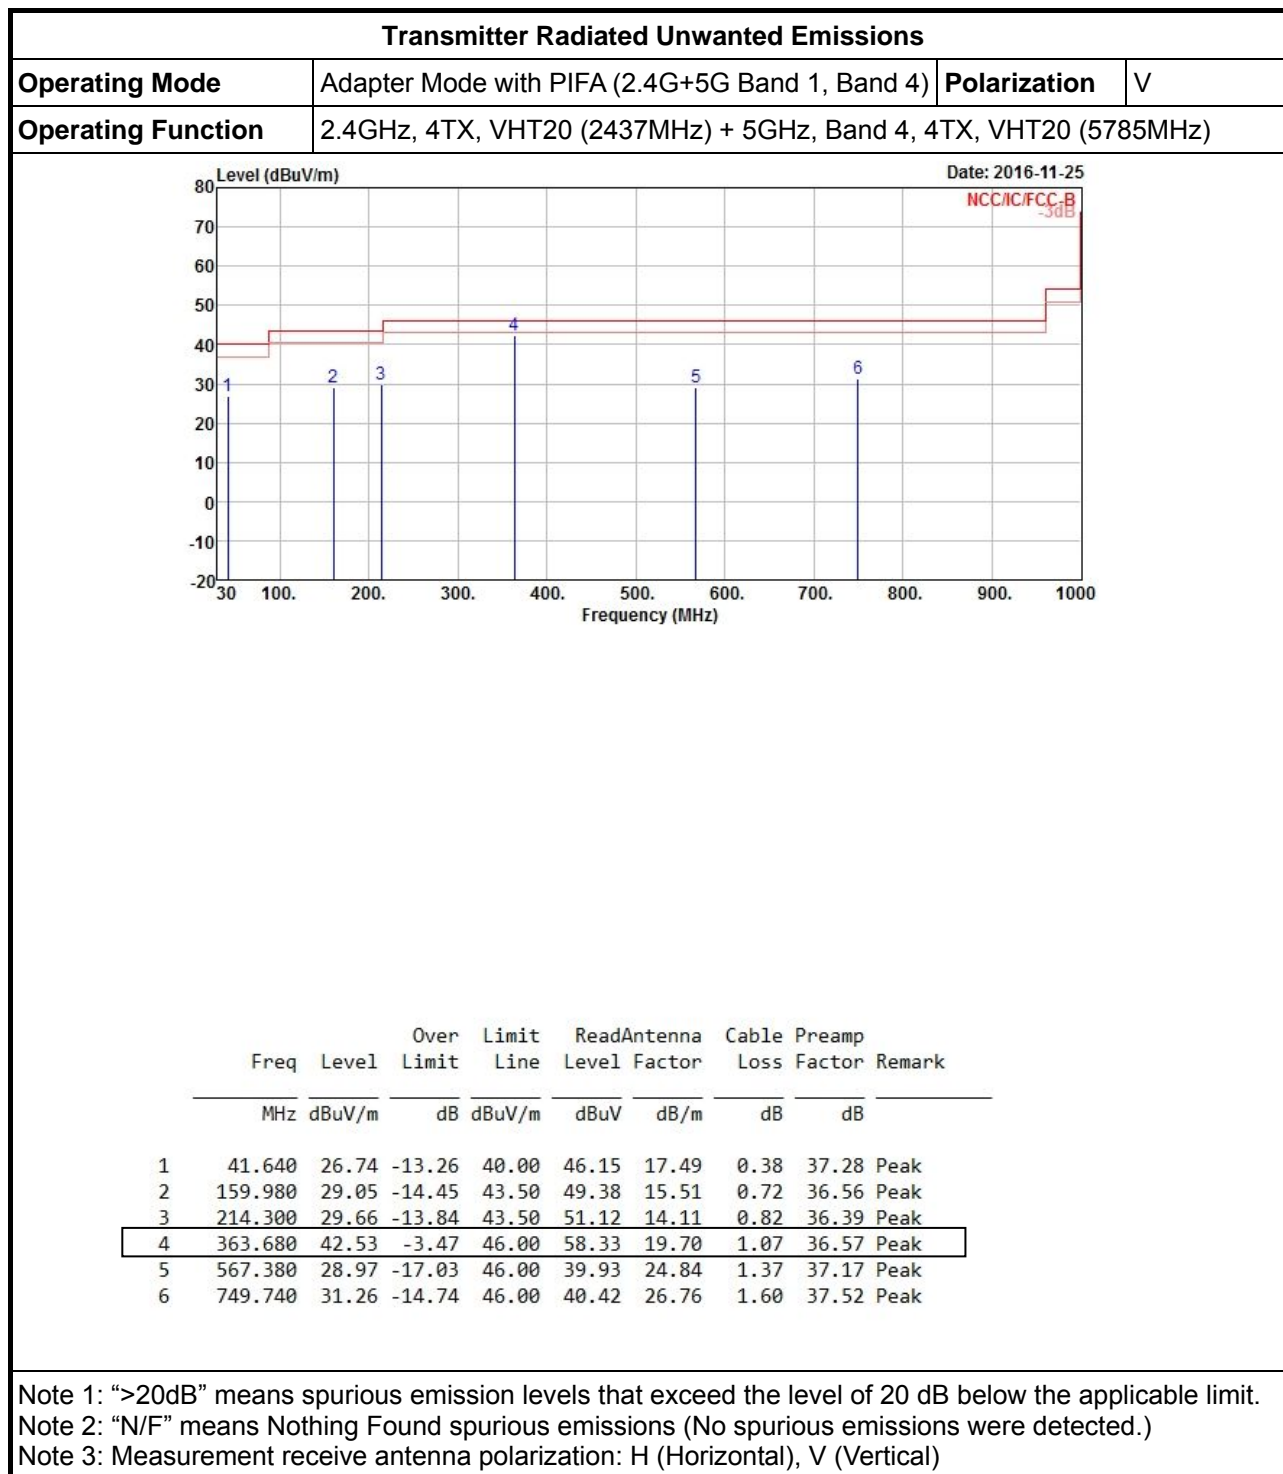 Transmitter Radiated Unwanted Emissions
Operating Mode Adapter Mode with PIFA (2.4G+5G Band 1, Band 4) Polarization V
Operating Function 2.4GHz, 4TX, VHT20 (2437MHz) + 5GHz, Band 4, 4TX, VHT20 (5785MHz)
Level (dBuV/m) Date: 2016-11-25
80
NCC/IC/FCC-B
-3dB
70
60
50
4
40
30 1 2 3 5 6
20
10
0
-10
-20
30 100. 200. 300. 400. 500. 600. 700. 800. 900. 1000
Frequency (MHz)
Over Limit ReadAntenna Cable Preamp
Freq Level Limit Line Level Factor Loss Factor Remark
MHz dBuV/m dB dBuV/m dBuV dB/m dB dB
1 41.640 26.74 -13.26 40.00 46.15 17.49 0.38 37.28 Peak
2 159.980 29.05 -14.45 43.50 49.38 15.51 0.72 36.56 Peak
3 214.300 29.66 -13.84 43.50 51.12 14.11 0.82 36.39 Peak
4 363.680 42.53 -3.47 46.00 58.33 19.70 1.07 36.57 Peak
5 567.380 28.97 -17.03 46.00 39.93 24.84 1.37 37.17 Peak
6 749.740 31.26 -14.74 46.00 40.42 26.76 1.60 37.52 Peak
Note 1: “>20dB” means spurious emission levels that exceed the level of 20 dB below the applicable limit.
Note 2: “N/F” means Nothing Found spurious emissions (No spurious emissions were detected.)
Note 3: Measurement receive antenna polarization: H (Horizontal), V (Vertical)